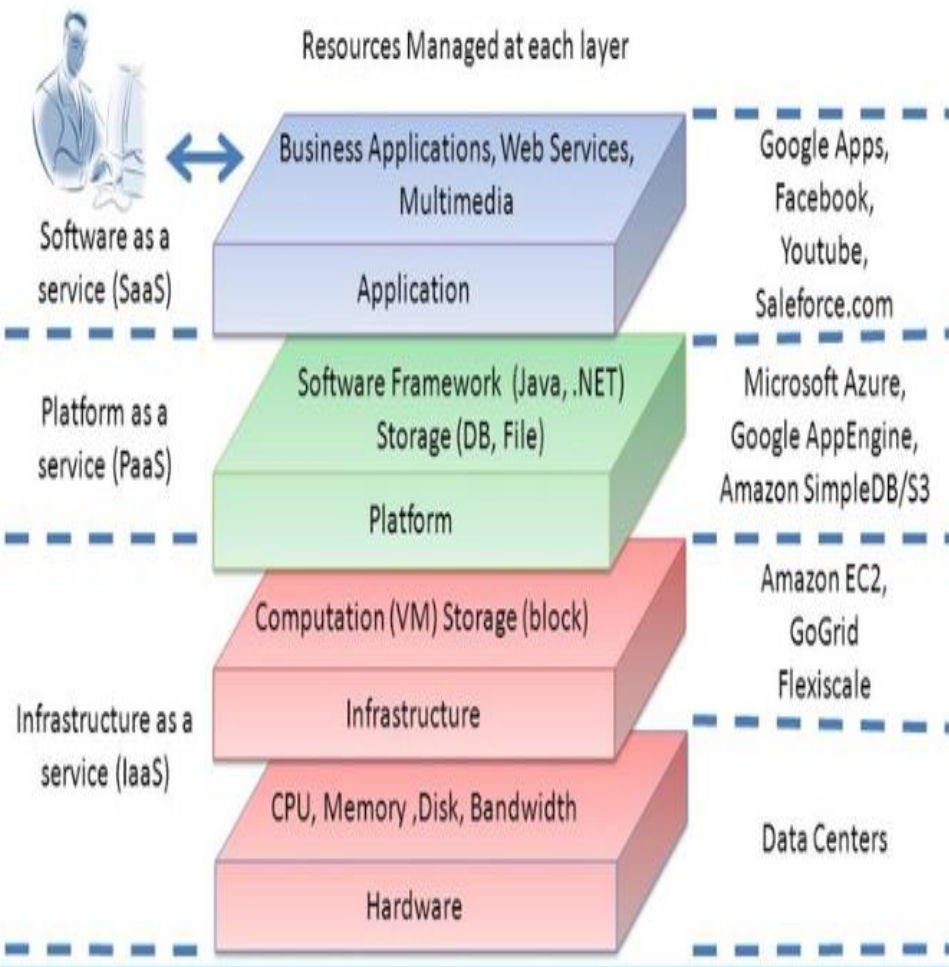 Resources Managed at each layer
Business Applications, Web Services,
Multimedia
Application
Software as a
service (SaaS)
Google Apps,
Facebook,
Youtube,
Saleforce.com
Software Framework (Java, .NET)
Storage (DB, File)
Platform
Platform as a
service (PaaS)
Microsoft Azure,
Google AppEngine,
Amazon SimpleDB/S3
Computation (VM) Storage (block)
Infrastructure
Amazon EC2,
GoGrid
Flexiscale
Infrastructure as a
service (IaaS)
CPU, Memory ,Disk, Bandwidth
Hardware
Data Centers